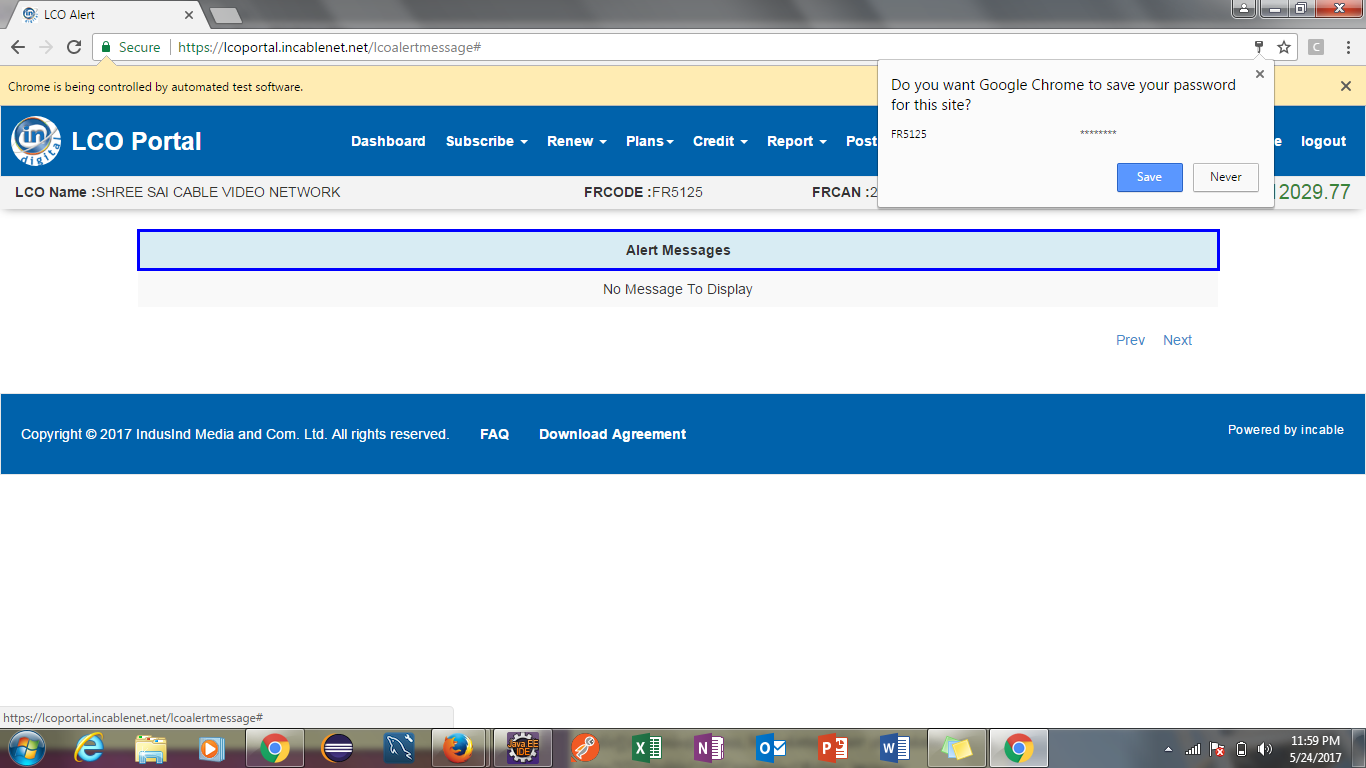 LCO Alert
Secure https://lcoportal.incablenet.net/lcoalertmessage#
Chrome is being controlled by automated test software.
Do you want Google Chrome to save your password
for this site?
FR5125 ********
Save Never
in digital LCO Portal Dashboard Subscribe Renew Plans Credit Report Post logout
LCO Name :SHREE SAI CABLE VIDEO NETWORK FRCODE :FR5125 FRCAN :2 2029.77
Alert Messages
No Message To Display
Prev Next
Copyright © 2017 IndusInd Media and Com. Ltd. All rights reserved. FAQ Download Agreement Powered by incable
https://lcoportal.incablenet.net/lcoalertmessage#
Java EE
IDE
11:59 PM
5/24/2017